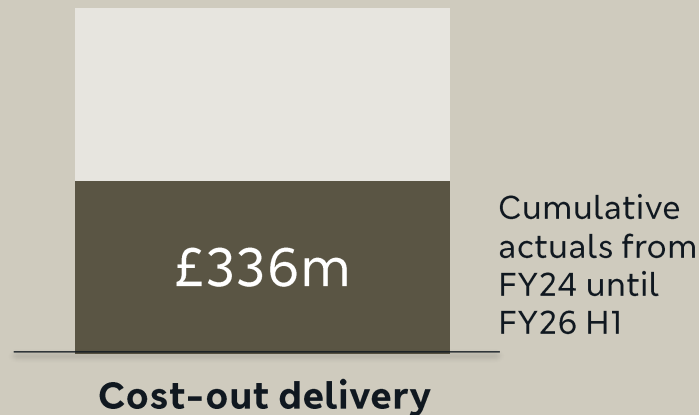 £336m
Cumulative
actuals from
FY24 until
FY26 H1
Cost-out delivery